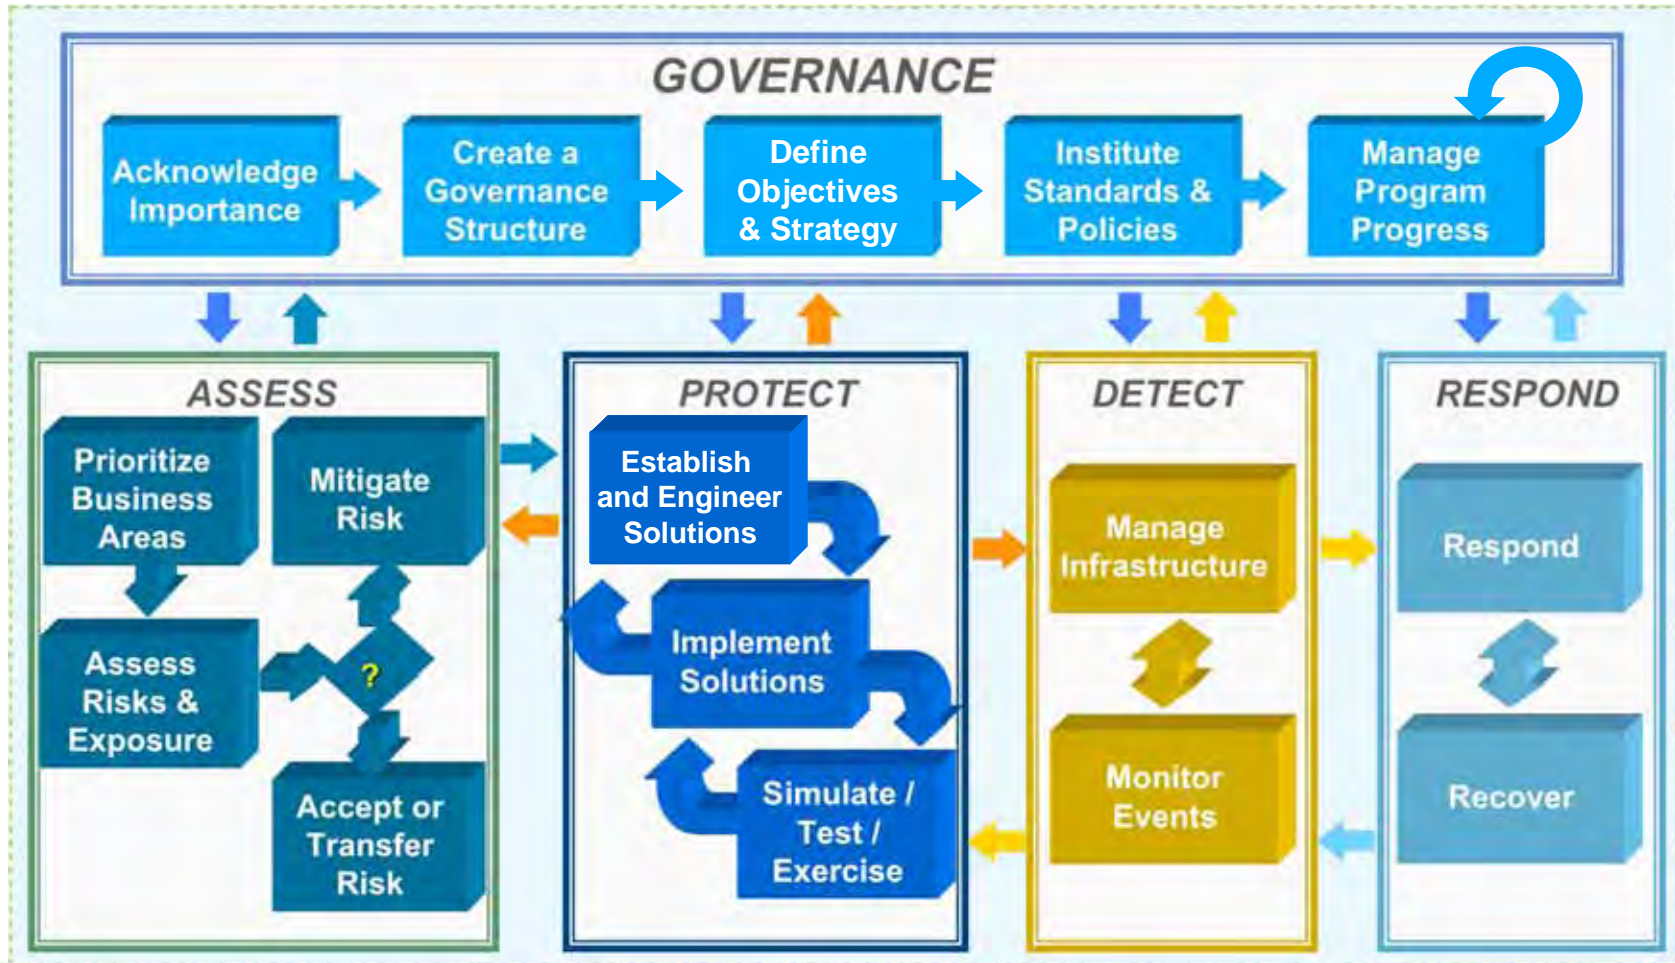 GOVERNANCE
Acknowledge
Importance
Create a
Governance
Structure
Define
Objectives
& Strategy
Institute
Standards &
Policies
Manage
Program
Progress
ASSESS
Prioritize
Business
Areas
Mitigate
Risk
Assess
Risks &
Exposure
?
Accept or
Transfer
Risk
PROTECT
Establish
and Engineer
Solutions
Implement
Solutions
Simulate /
Test /
Exercise
DETECT
Manage
Infrastructure
Monitor
Events
RESPOND
Respond
Recover